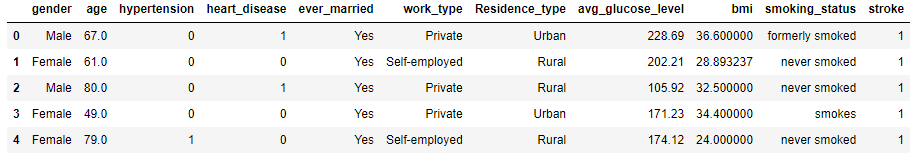 gender age hypertension heart_disease ever_married work_type Residence_type avg_glucose_level bmi smoking_status stroke
0 Male 67.0 0 1 Yes Private Urban 228.69 36.600000 formerly smoked 1
1 Female 61.0 0 0 Yes Self-employed Rural 202.21 28.893237 never smoked 1
2 Male 80.0 0 1 Yes Private Rural 105.92 32.500000 never smoked 1
3 Female 49.0 0 0 Yes Private Urban 171.23 34.400000 smokes 1
4 Female 79.0 1 0 Yes Self-employed Rural 174.12 24.000000 never smoked 1